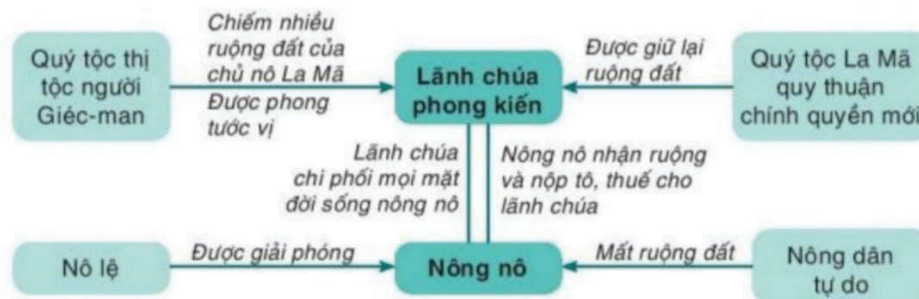 Quý tộc thị
tộc người
Giéc-man
Chiếm nhiều
ruộng đất của
chủ nô La Mã
Được phong
tước vị
Lãnh chúa
phong kiến
Được giữ lại
ruộng đất
Quý tộc La Mã
quy thuận
chính quyền mới
Lãnh chúa
chi phối mọi mặt
đời sống nông nô
Nông nô nhận ruộng
và nộp tô, thuế cho
lãnh chúa
Nô lệ
Được giải phóng
Nông nô
Mất ruộng đất
Nông dân
tự do